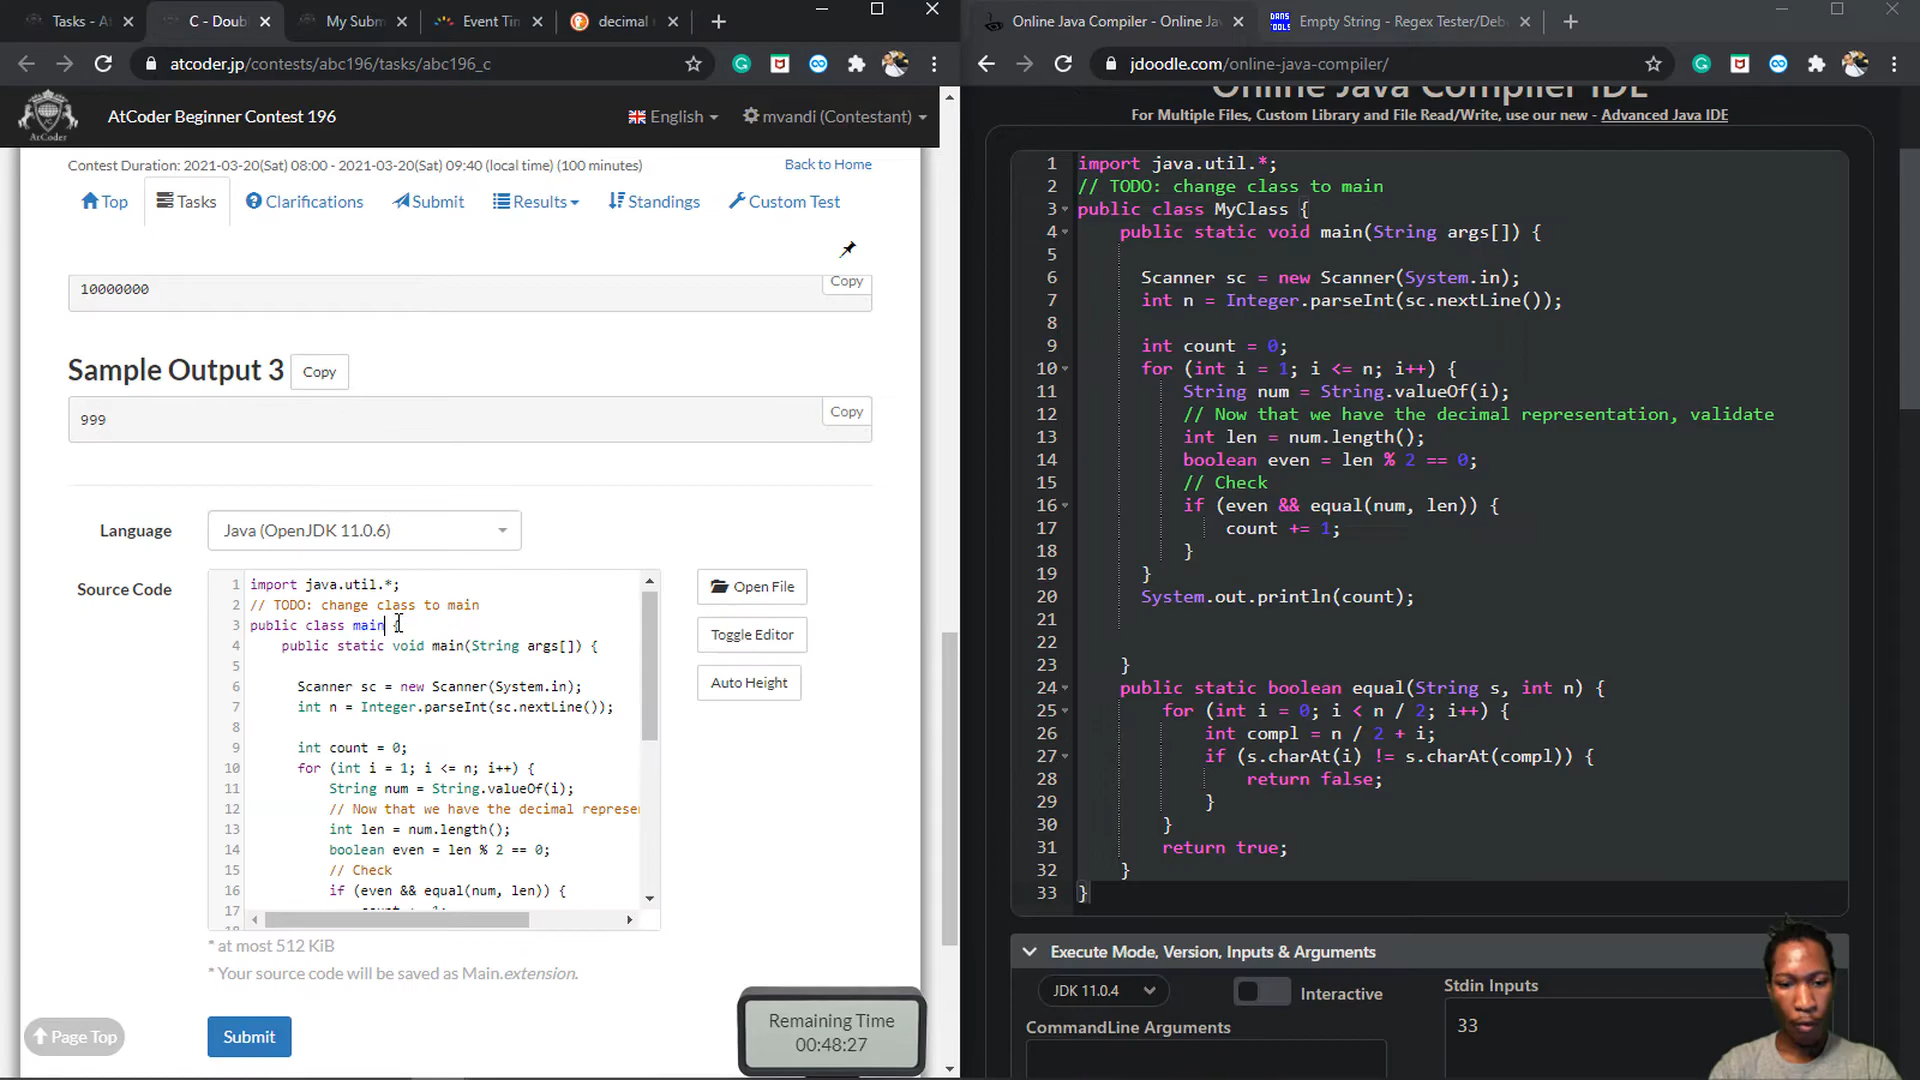 Tasks - At
C - Doub
My Subm
Event Tim
decimal
atcoder.jp/contests/abc196/tasks/abc196_c
AtCoder
AtCoder Beginner Contest 196
English
mvandi (Contestant)
Contest Duration: 2021-03-20(Sat) 08:00 - 2021-03-20(Sat) 09:40 (local time) (100 minutes)
Back to Home
Top
Tasks
Clarifications
Submit
Results
Standings
Custom Test
10000000
Copy
Sample Output 3
Copy
999
Copy
Language
Java (OpenJDK 11.0.6)
Source Code
1 import java.util.*;
2 // TODO: change class to main
3 public class main {
4 public static void main(String args[]) {
5
6 Scanner sc = new Scanner(System.in);
7 int n = Integer.parseInt(sc.nextLine());
8
9 int count = 0;
10 for (int i = 1; i <= n; i++) {
11 String num = String.valueOf(i);
12 // Now that we have the decimal represe
13 int len = num.length();
14 boolean even = len % 2 == 0;
15 // Check
16 if (even && equal(num, len)) {
17
Open File
Toggle Editor
Auto Height
* at most 512 KiB
* Your source code will be saved as Main.extension.
Page Top
Submit
Remaining Time
00:48:27
Online Java Compiler - Online Ja
Empty String - Regex Tester/Deb
jdoodle.com/online-java-compiler/
Online Java Compiler IDE
For Multiple Files, Custom Library and File Read/Write, use our new - Advanced Java IDE
1 import java.util.*;
2 // TODO: change class to main
3 public class MyClass {
4 public static void main(String args[]) {
5
6 Scanner sc = new Scanner(System.in);
7 int n = Integer.parseInt(sc.nextLine());
8
9 int count = 0;
10 for (int i = 1; i <= n; i++) {
11 String num = String.valueOf(i);
12 // Now that we have the decimal representation, validate
13 int len = num.length();
14 boolean even = len % 2 == 0;
15 // Check
16 if (even && equal(num, len)) {
17 count += 1;
18 }
19 }
20 System.out.println(count);
21
22
23 }
24 public static boolean equal(String s, int n) {
25 for (int i = 0; i < n / 2; i++) {
26 int compl = n / 2 + i;
27 if (s.charAt(i) != s.charAt(compl)) {
28 return false;
29 }
30 }
31 return true;
32 }
33 }
Execute Mode, Version, Inputs & Arguments
JDK 11.0.4
Interactive
Stdin Inputs
CommandLine Arguments
33